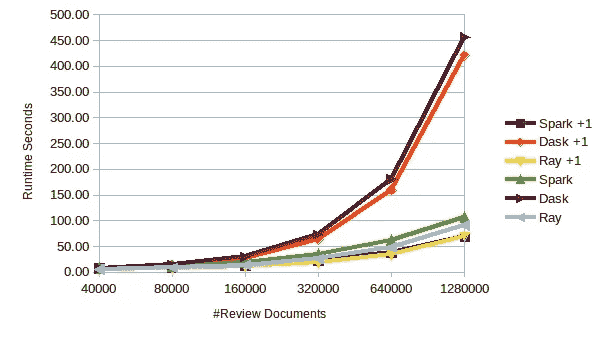 500.00
450.00
400.00
350.00
300.00
250.00
200.00
150.00
100.00
50.00
0.00
Runtime Seconds
40000 80000 160000 320000 640000 1280000
#Review Documents
Spark +1
Dask +1
Ray +1
Spark
Dask
Ray